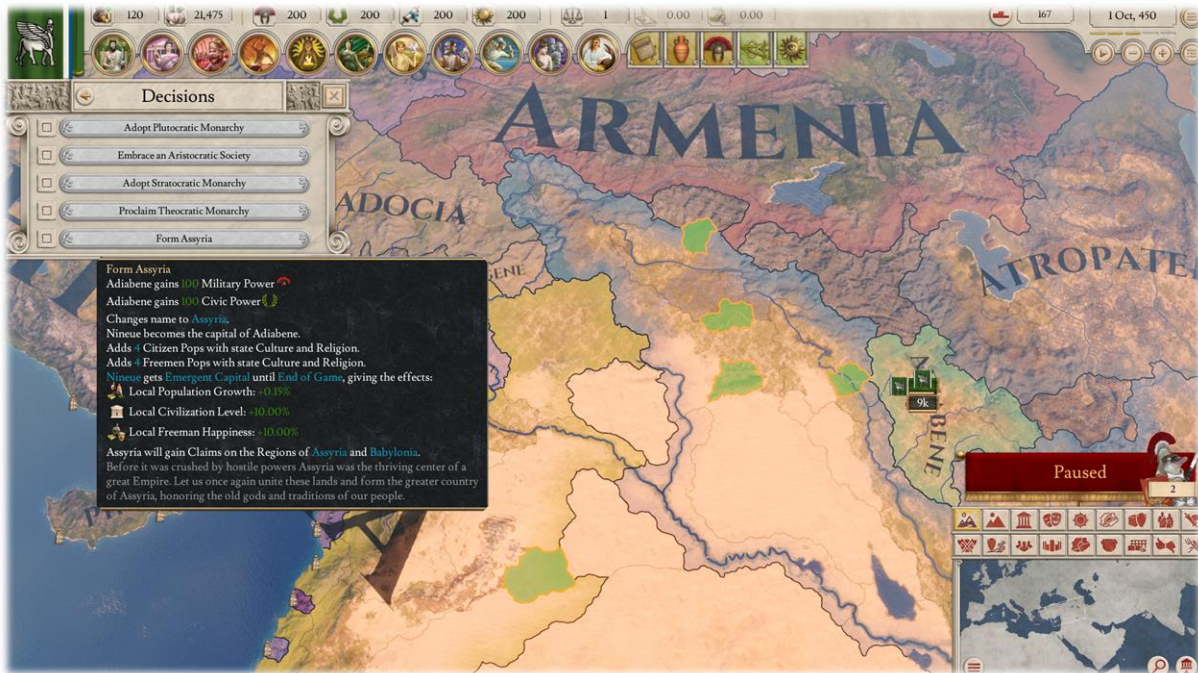 120 21,475 200 200 200 200 1 0.00 0.00 167 1 Oct, 450
Decisions
Adopt Plutocratic Monarchy
Embrace an Aristocratic Society
Adopt Stratocratic Monarchy
Proclaim Theocratic Monarchy
Form Assyria
ARMENIA
ADOCIA
GENE
ATROPATE
Form Assyria
Adiabene gains 100 Military Power
Adiabene gains 100 Civic Power
Changes name to Assyria.
Nineue becomes the capital of Adiabene.
Adds 4 Citizen Pops with state Culture and Religion.
Adds 4 Freemen Pops with state Culture and Religion.
Nineue gets Emergent Capital until End of Game, giving the effects:
Local Population Growth: +0.15%
Local Civilization Level: +10.00%
Local Freeman Happiness: +10.00%
Assyria will gain Claims on the Regions of Assyria and Babylonia.
Before it was crushed by hostile powers Assyria was the thriving center of a
great Empire. Let us once again unite these lands and form the greater country
of Assyria, honoring the old gods and traditions of our people.
9k
BENE
Paused
2